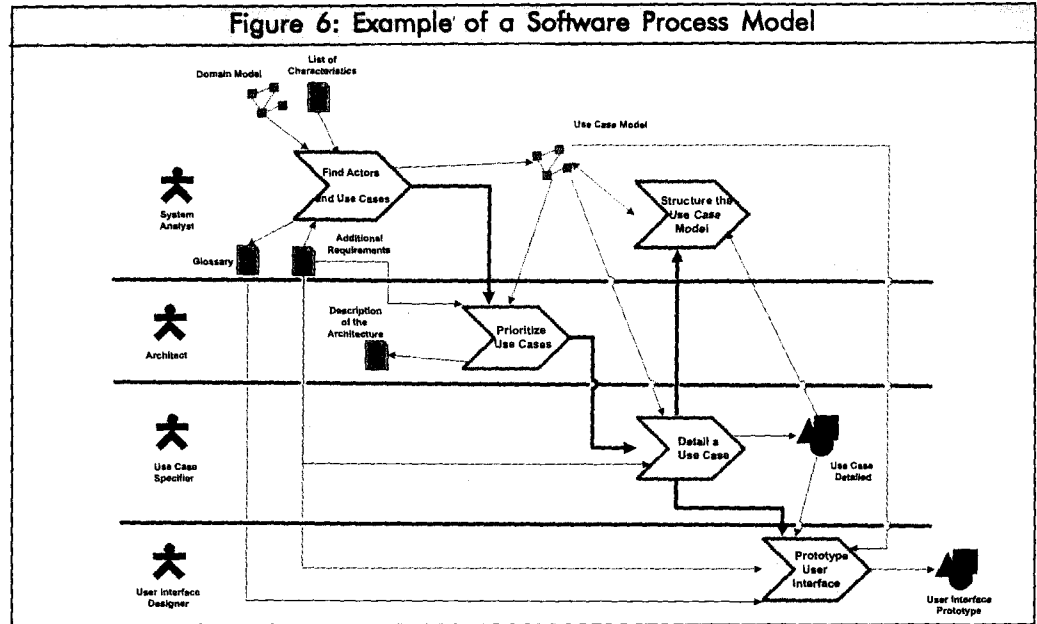 Figure 6: Example of a Software Process Model
List of
Characteristics
Domain Model
Use Case Model
Find Actors
and Use Cases
Structure the
Use Case
Model
System
Analyst
Additional
Requirements
Glossary
Description
of the
Architecture
Prioritize
Use Cases
Architect
Detail a
Use Case
Use Case
Specifier
Use Case
Detailed
Prototype
User
Interface
User Interface
Designer
User Interface
Prototype